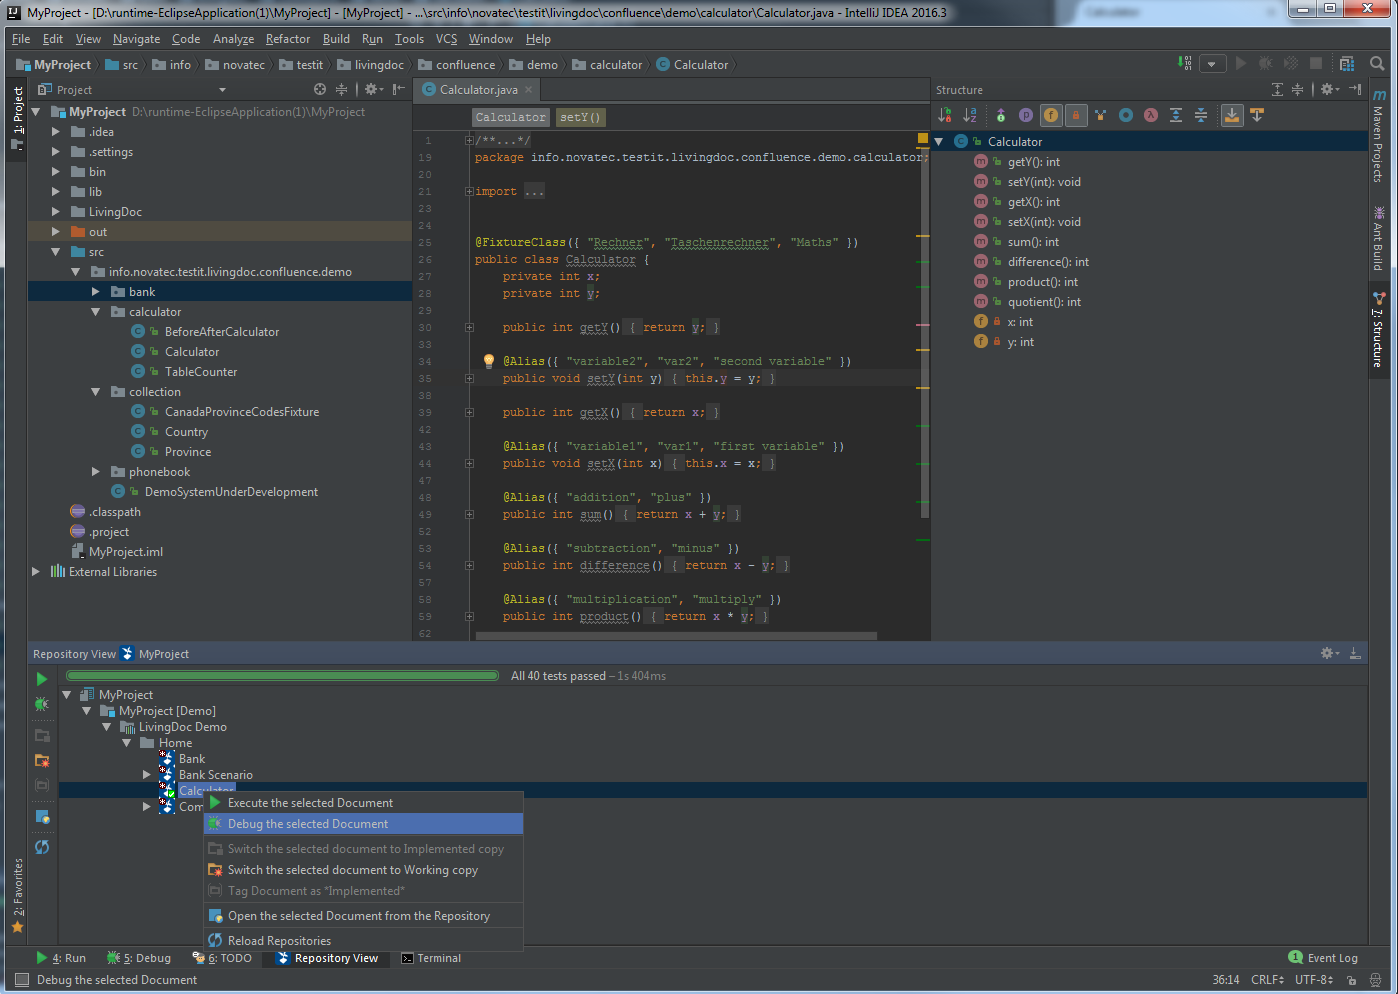 MyProject - [D:\runtime-EclipseApplication(1)\MyProject] - [MyProject] - ...\src\info\novatec\testit\livingdoc\confluence\demo\calculator\Calculator.java - IntelliJ IDEA 2016.3
File Edit View Navigate Code Analyze Refactor Build Run Tools VCS Window Help
MyProject src info novatec testit livingdoc confluence demo calculator Calculator
1: Project
Project
MyProject D:\runtime-EclipseApplication(1)\MyProject
.idea
.settings
bin
lib
LivingDoc
out
src
info.novatec.testit.livingdoc.confluence.demo
bank
calculator
BeforeAfterCalculator
Calculator
TableCounter
collection
CanadaProvinceCodesFixture
Country
Province
phonebook
DemoSystemUnderDevelopment
.classpath
.project
MyProject.iml
External Libraries
Calculator.java
Calculator setY()
1 /**...*/
19 package info.novatec.testit.livingdoc.confluence.demo.calculator;
20
21 import ...
23
24
25 @FixtureClass({ "Rechner", "Taschenrechner", "Maths" })
26 public class Calculator {
27 private int x;
28 private int y;
29
30 public int getY() { return y; }
33
34 @Alias({ "variable2", "var2", "second variable" })
35 public void setY(int y) { this.y = y; }
38
39 public int getX() { return x; }
42
43 @Alias({ "variable1", "var1", "first variable" })
44 public void setX(int x) { this.x = x; }
47
48 @Alias({ "addition", "plus" })
49 public int sum() { return x + y; }
52
53 @Alias({ "subtraction", "minus" })
54 public int difference() { return x - y; }
57
58 @Alias({ "multiplication", "multiply" })
59 public int product() { return x * y; }
62
Structure
Calculator
getY(): int
setY(int): void
getX(): int
setX(int): void
sum(): int
difference(): int
product(): int
quotient(): int
x: int
y: int
Maven Projects
Ant Build
7: Structure
Repository View MyProject
All 40 tests passed – 1s 404ms
MyProject
MyProject [Demo]
LivingDoc Demo
Home
Bank
Bank Scenario
Calculator
Com
Execute the selected Document
Debug the selected Document
Switch the selected document to Implemented copy
Switch the selected document to Working copy
Tag Document as *Implemented*
Open the selected Document from the Repository
Reload Repositories
2: Favorites
4: Run 5: Debug 6: TODO Repository View Terminal 1 Event Log
Debug the selected Document 36:14 CRLF UTF-8